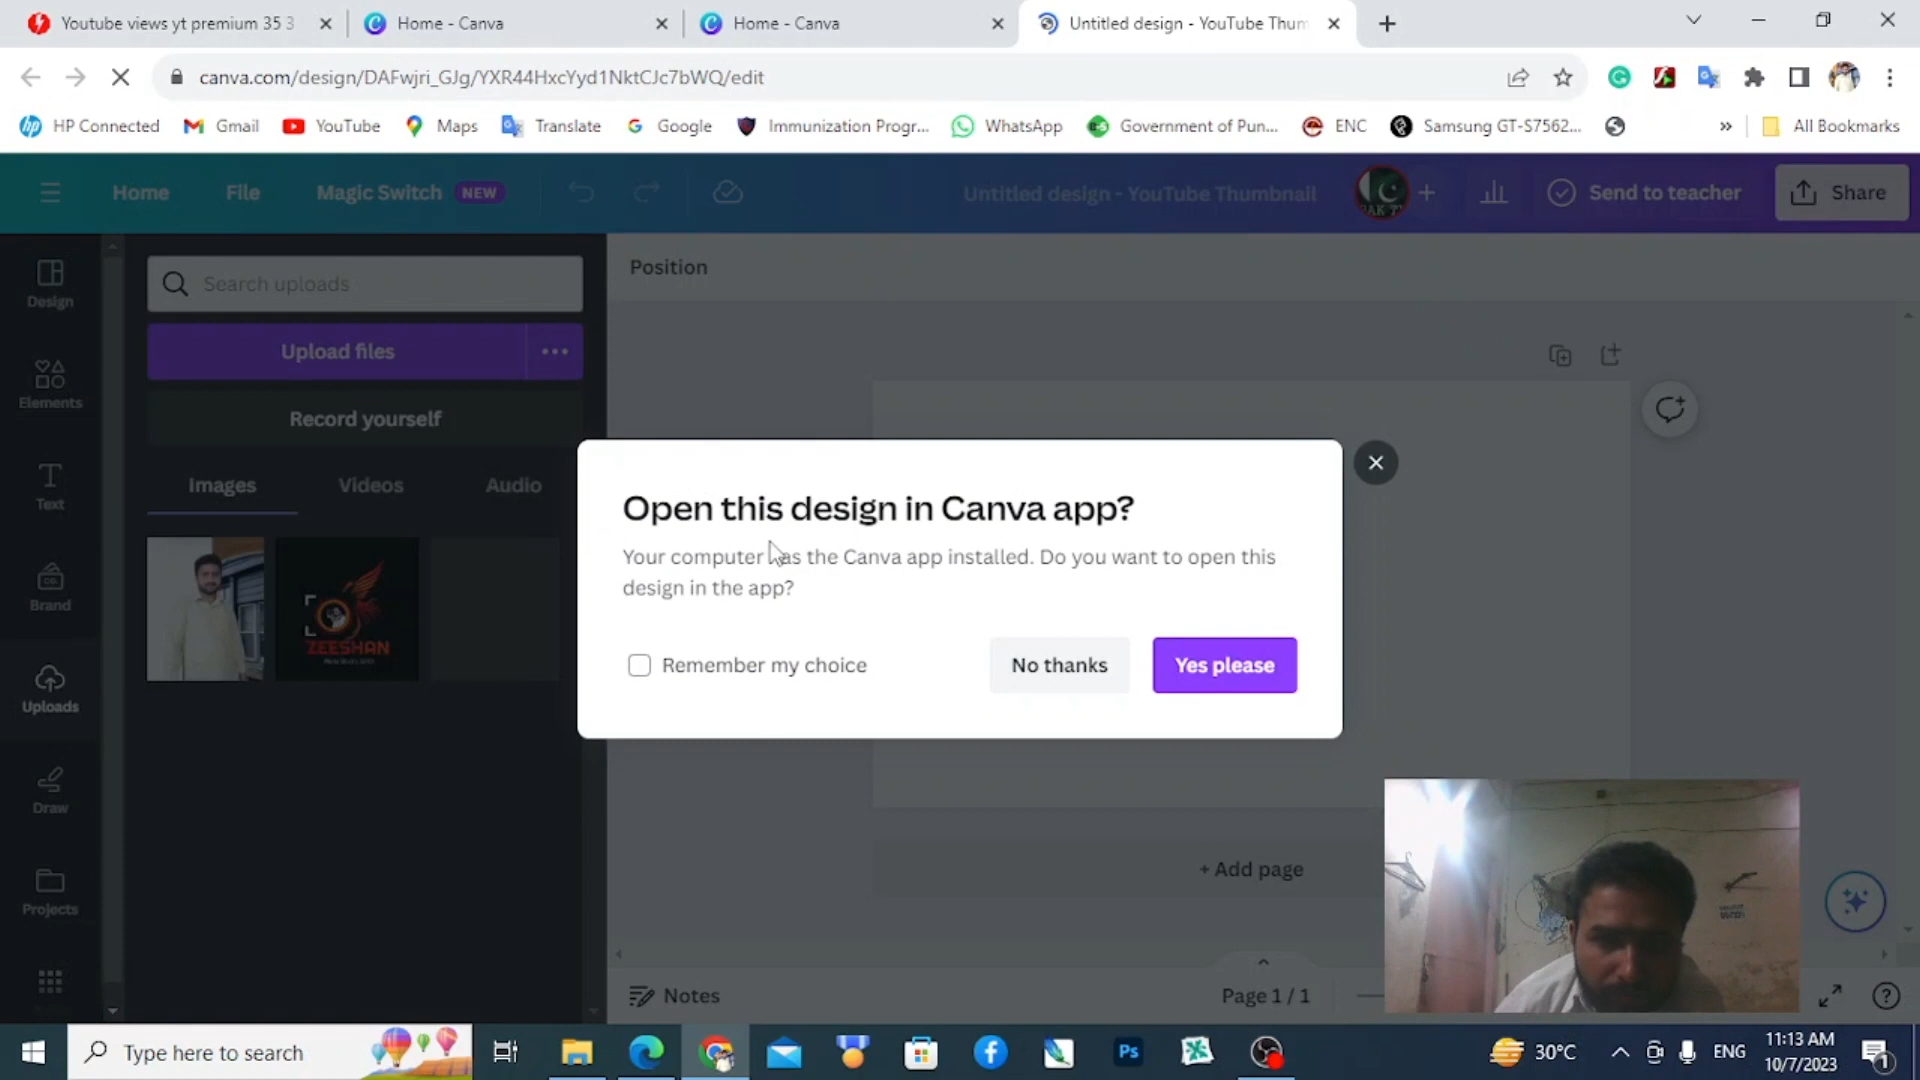 Youtube views yt premium 35 3
Home - Canva
Home - Canva
Untitled design - YouTube Thum
canva.com/design/DAFwjri_GJg/YXR44HxcYyd1NktCJc7bWQ/edit
HP Connected
Gmail
YouTube
Maps
Translate
Google
Immunization Progr...
WhatsApp
Government of Pun...
ENC
Samsung GT-S7562...
»
All Bookmarks
Home
File
Magic Switch NEW
Untitled design - YouTube Thumbnail
Send to teacher
Share
Design
Elements
Text
Brand
Uploads
Draw
Projects
Search uploads
Upload files
Record yourself
Images
Videos
Audio
ZEESHAN
Position
Open this design in Canva app?
Your computer has the Canva app installed. Do you want to open this
design in the app?
Remember my choice
No thanks
Yes please
+ Add page
Notes
Page 1 / 1
Type here to search
Ps
30°C
ENG
11:13 AM
10/7/2023
1